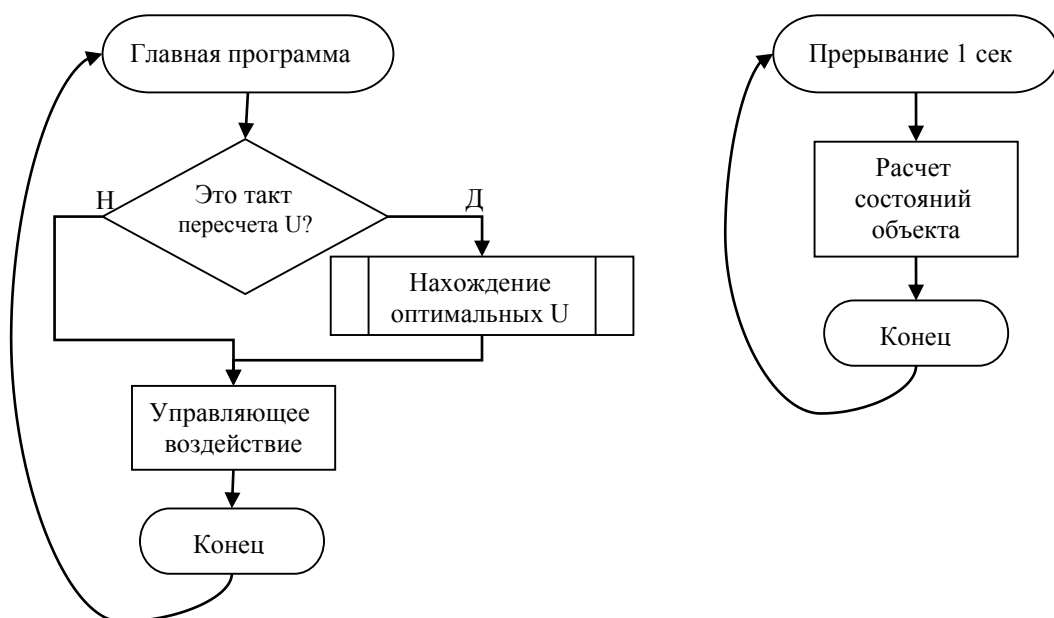 Главная программа
Это такт
пересчета U?
Н
Д
Нахождение
оптимальных U
Управляющее
воздействие
Конец
Прерывание 1 сек
Расчет
состояний
объекта
Конец